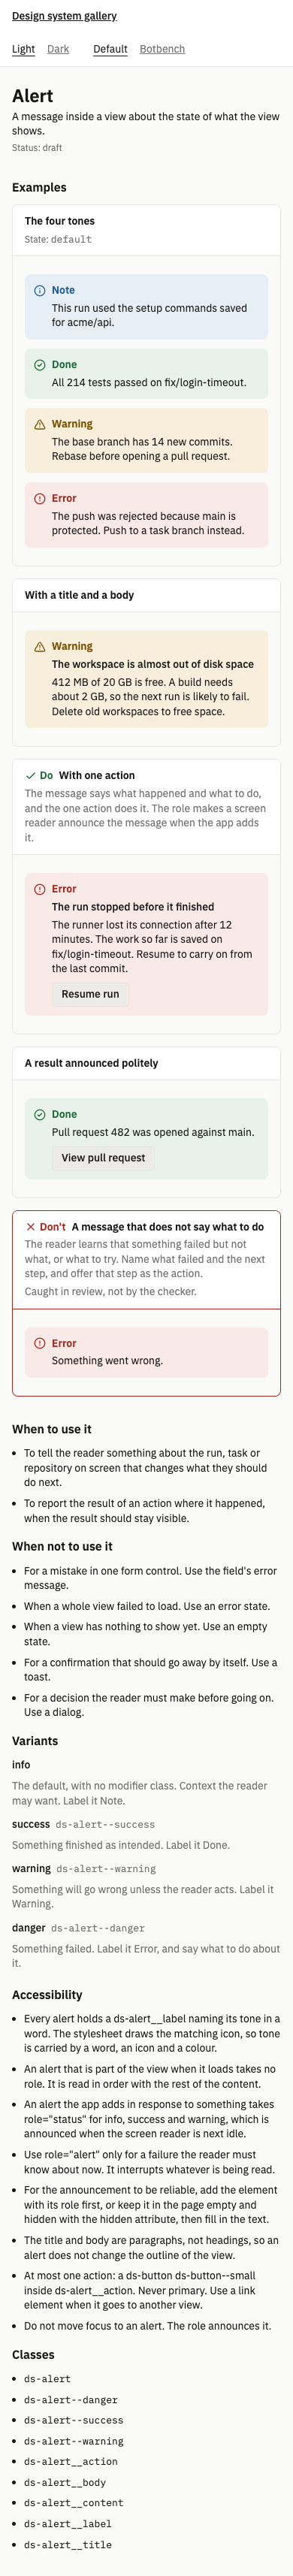 Design system gallery
Light Dark Default Botbench
Alert
A message inside a view about the state of what the view
shows.
Status: draft
Examples
The four tones
State: default
Note
This run used the setup commands saved
for acme/api.
Done
All 214 tests passed on fix/login-timeout.
Warning
The base branch has 14 new commits.
Rebase before opening a pull request.
Error
The push was rejected because main is
protected. Push to a task branch instead.
With a title and a body
Warning
The workspace is almost out of disk space
412 MB of 20 GB is free. A build needs
about 2 GB, so the next run is likely to fail.
Delete old workspaces to free space.
Do With one action
The message says what happened and what to do,
and the one action does it. The role makes a screen
reader announce the message when the app adds
it.
Error
The run stopped before it finished
The runner lost its connection after 12
minutes. The work so far is saved on
fix/login-timeout. Resume to carry on from
the last commit.
Resume run
A result announced politely
Done
Pull request 482 was opened against main.
View pull request
Don't A message that does not say what to do
The reader learns that something failed but not
what, or what to try. Name what failed and the next
step, and offer that step as the action.
Caught in review, not by the checker.
Error
Something went wrong.
When to use it
To tell the reader something about the run, task or
repository on screen that changes what they should
do next.
To report the result of an action where it happened,
when the result should stay visible.
When not to use it
For a mistake in one form control. Use the field's error
message.
When a whole view failed to load. Use an error state.
When a view has nothing to show yet. Use an empty
state.
For a confirmation that should go away by itself. Use a
toast.
For a decision the reader must make before going on.
Use a dialog.
Variants
info
The default, with no modifier class. Context the reader
may want. Label it Note.
success ds-alert--success
Something finished as intended. Label it Done.
warning ds-alert--warning
Something will go wrong unless the reader acts. Label it
Warning.
danger ds-alert--danger
Something failed. Label it Error, and say what to do about
it.
Accessibility
Every alert holds a ds-alert__label naming its tone in a
word. The stylesheet draws the matching icon, so tone
is carried by a word, an icon and a colour.
An alert that is part of the view when it loads takes no
role. It is read in order with the rest of the content.
An alert the app adds in response to something takes
role="status" for info, success and warning, which is
announced when the screen reader is next idle.
Use role="alert" only for a failure the reader must
know about now. It interrupts whatever is being read.
For the announcement to be reliable, add the element
with its role first, or keep it in the page empty and
hidden with the hidden attribute, then fill in the text.
The title and body are paragraphs, not headings, so an
alert does not change the outline of the view.
At most one action: a ds-button ds-button--small
inside ds-alert__action. Never primary. Use a link
element when it goes to another view.
Do not move focus to an alert. The role announces it.
Classes
ds-alert
ds-alert--danger
ds-alert--success
ds-alert--warning
ds-alert__action
ds-alert__body
ds-alert__content
ds-alert__label
ds-alert__title